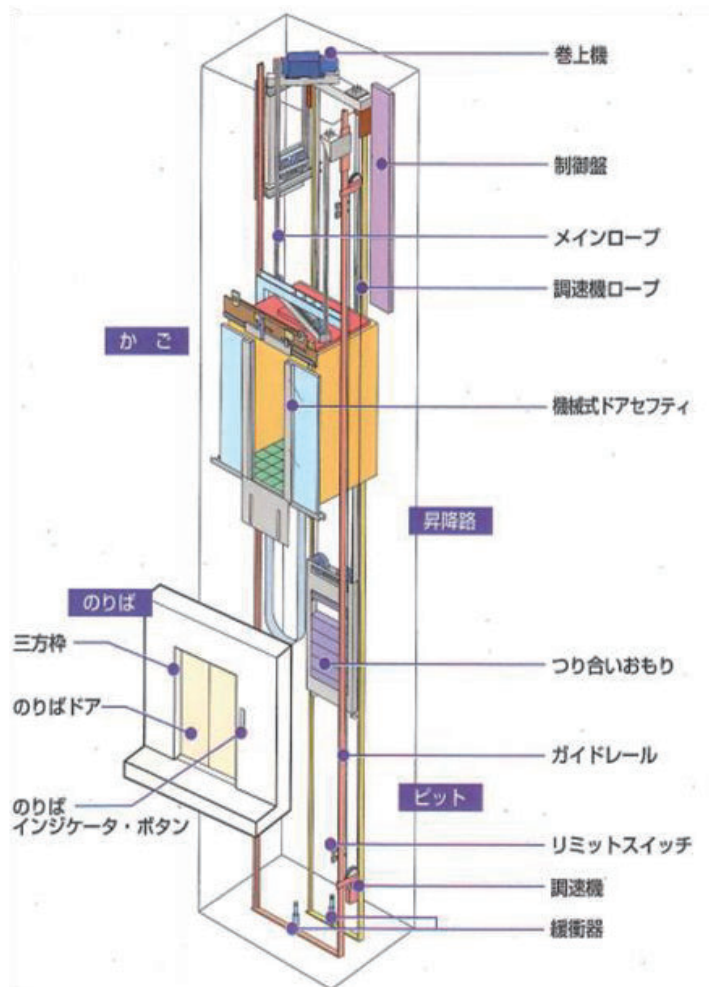 巻上機
制御盤
メインロープ
調速機ロープ
かご
機械式ドアセフティ
昇降路
のりば
三方枠
つり合いおもり
のりばドア
ガイドレール
ピット
のりば
インジケータ・ボタン
リミットスイッチ
調速機
緩衝器